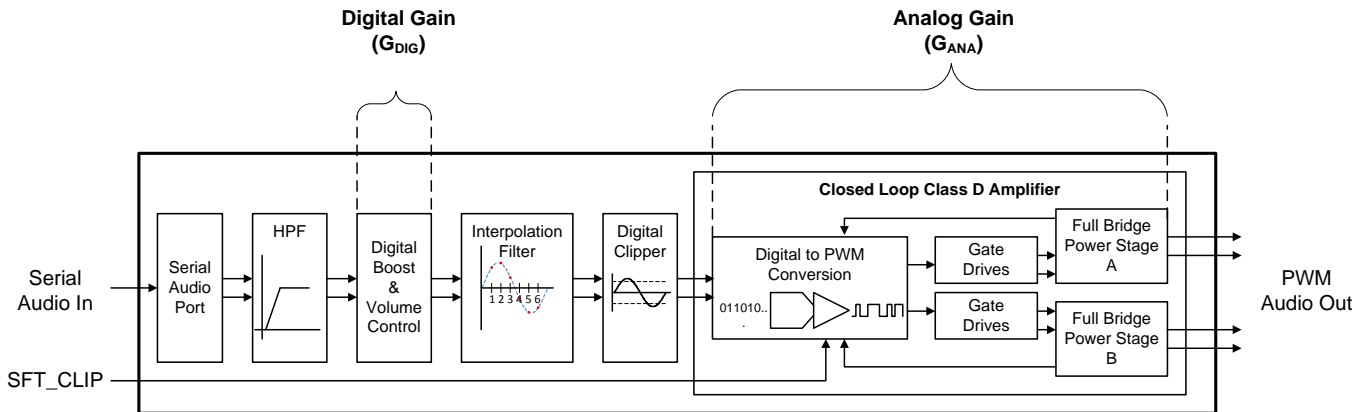 Digital Gain
(GDIG)
Analog Gain
(GANA)
Closed Loop Class D Amplifier
Serial
Audio In
Serial
Audio
Port
HPF
Digital
Boost
&
Volume
Control
Interpolation
Filter
1 2 3 4 5 6
Digital
Clipper
Digital to PWM
Conversion
011010..
.
Gate
Drives
Gate
Drives
Full Bridge
Power Stage
A
Full Bridge
Power Stage
B
PWM
Audio Out
SFT_CLIP